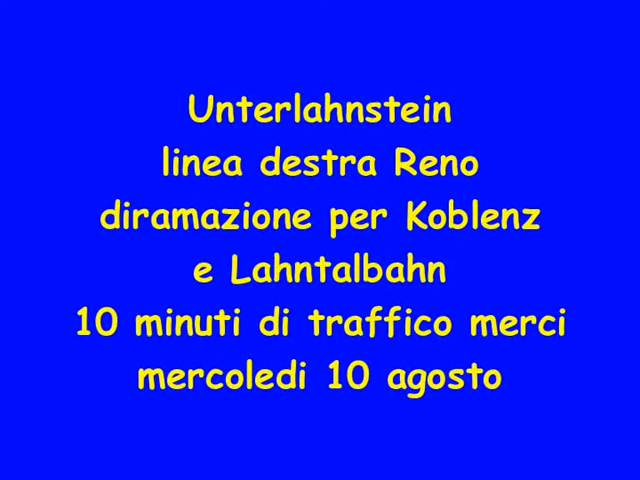 Unterlahnstein
linea destra Reno
diramazione per Koblenz
e Lahntalbahn
10 minuti di traffico merci
mercoledi 10 agosto